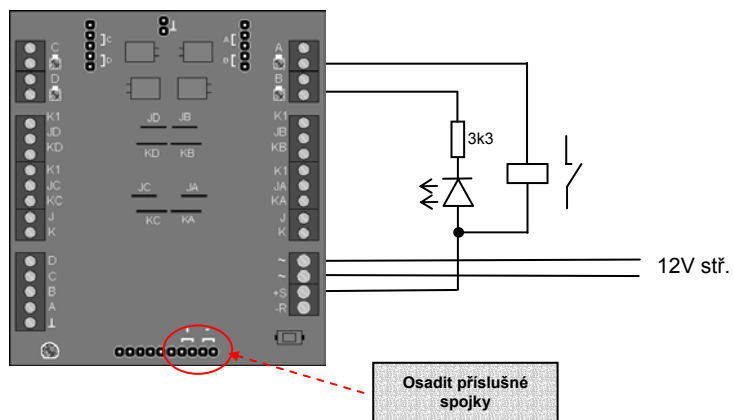 C
D
K1
JD
KD
K1
JC
KC
J
K
D
C
B
A
⊥
⊥
]C
]D
A[
B[
JD JB
KD KB
JC JA
KC KA
A
B
K1
JB
KB
K1
JA
KA
J
K
~
~
+S
-R
3k3
12V stř.
Osadit příslušné
spojky